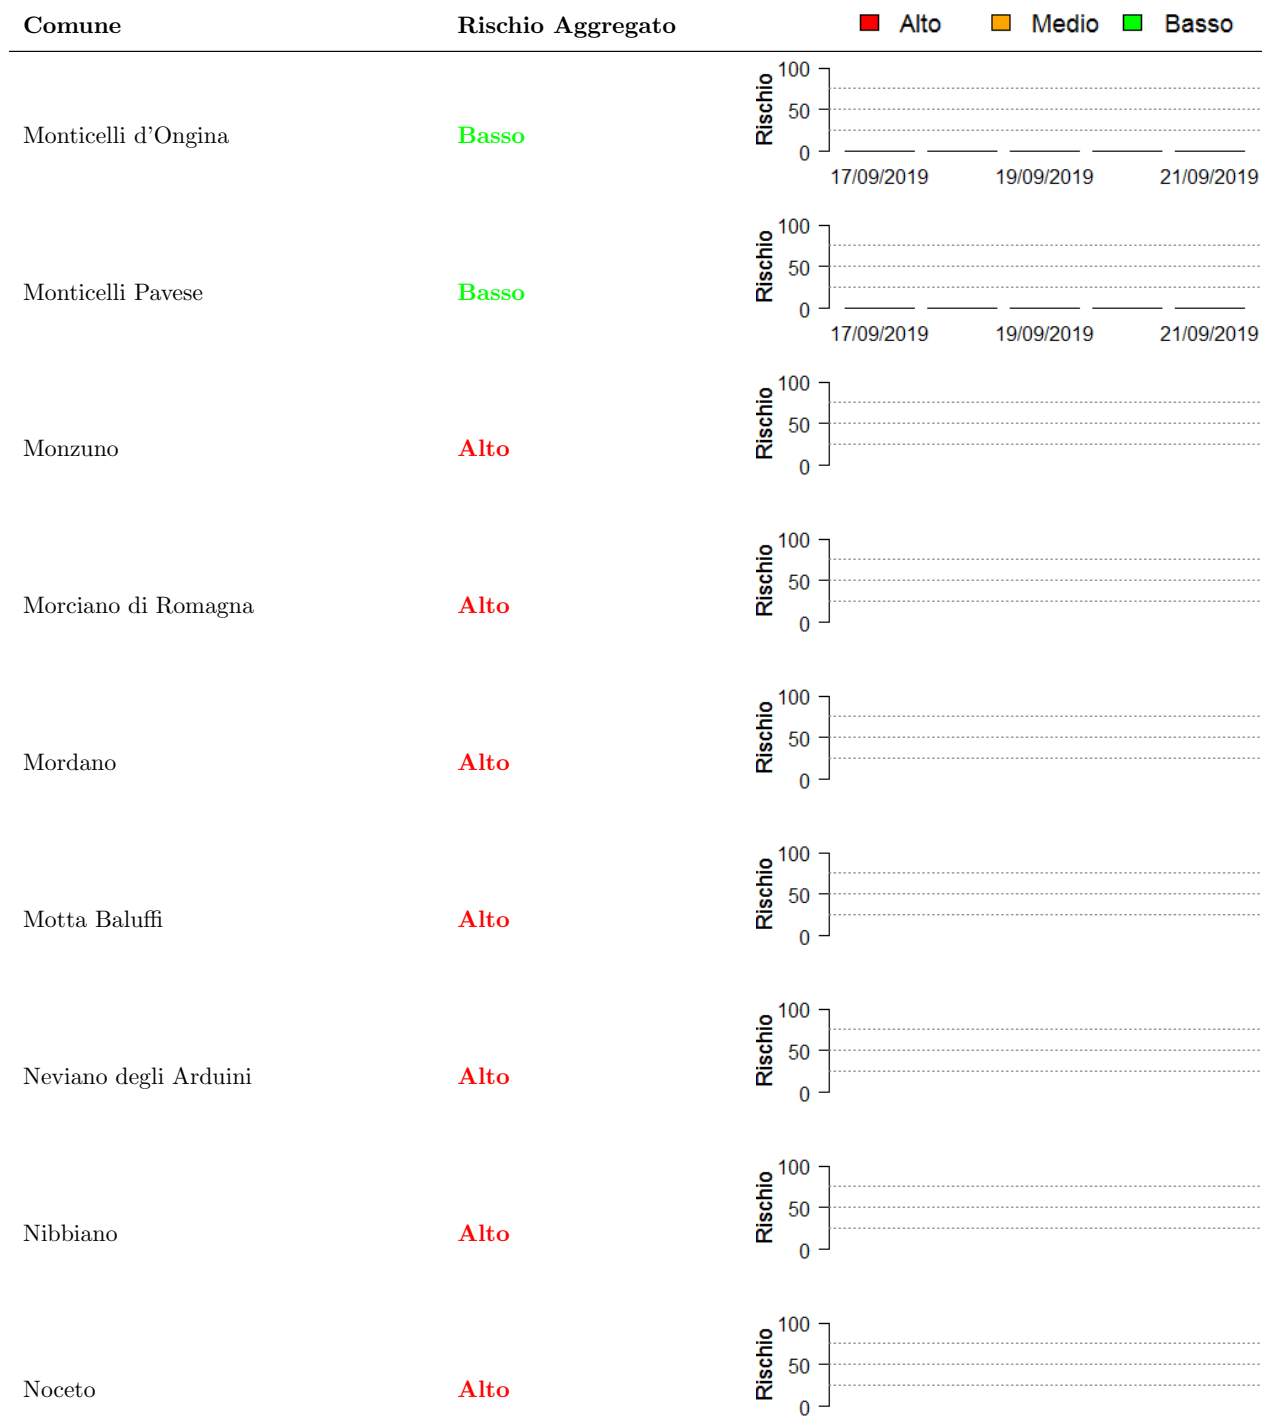 Comune Rischio Aggregato Alto Medio Basso
100
50
0
Rischio
Monticelli d'Ongina Basso
17/09/2019 19/09/2019 21/09/2019
100
50
0
Rischio
Monticelli Pavese Basso
17/09/2019 19/09/2019 21/09/2019
100
50
0
Rischio
Monzuno Alto
100
50
0
Rischio
Morciano di Romagna Alto
100
50
0
Rischio
Mordano Alto
100
50
0
Rischio
Motta Baluffi Alto
100
50
0
Rischio
Neviano degli Arduini Alto
100
50
0
Rischio
Nibbiano Alto
100
50
0
Rischio
Noceto Alto